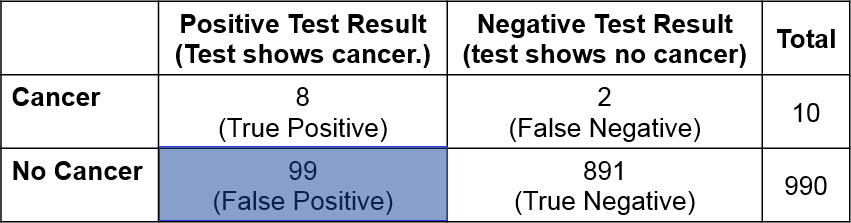 Positive Test Result
(Test shows cancer.)
Negative Test Result
(test shows no cancer)
Total
Cancer
8
(True Positive)
2
(False Negative)
10
No Cancer
99
(False Positive)
891
(True Negative)
990